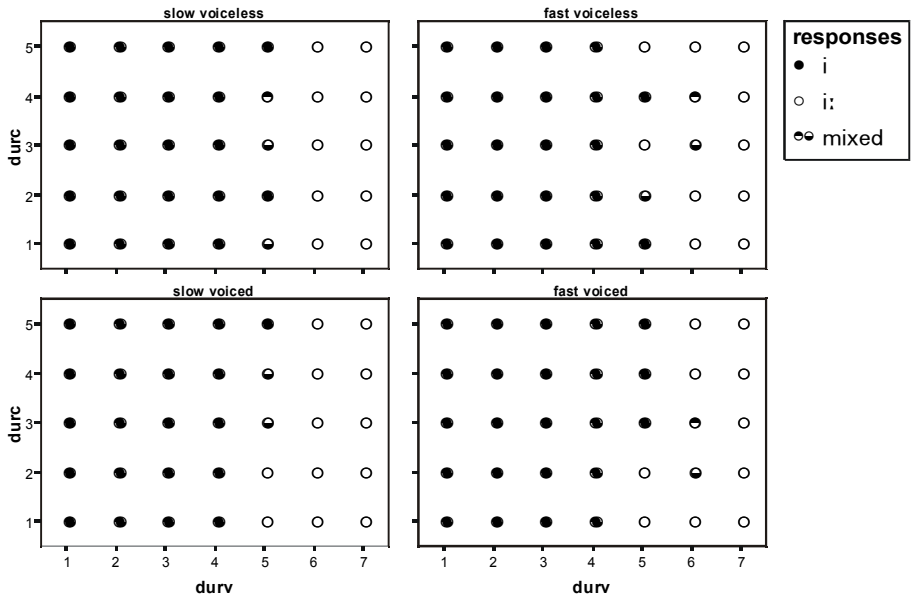 slow voiceless
fast voiceless
5
4
3
2
1
durc
responses
i
iː
mixed
slow voiced
fast voiced
5
4
3
2
1
durc
1 2 3 4 5 6 7
1 2 3 4 5 6 7
durv
durv